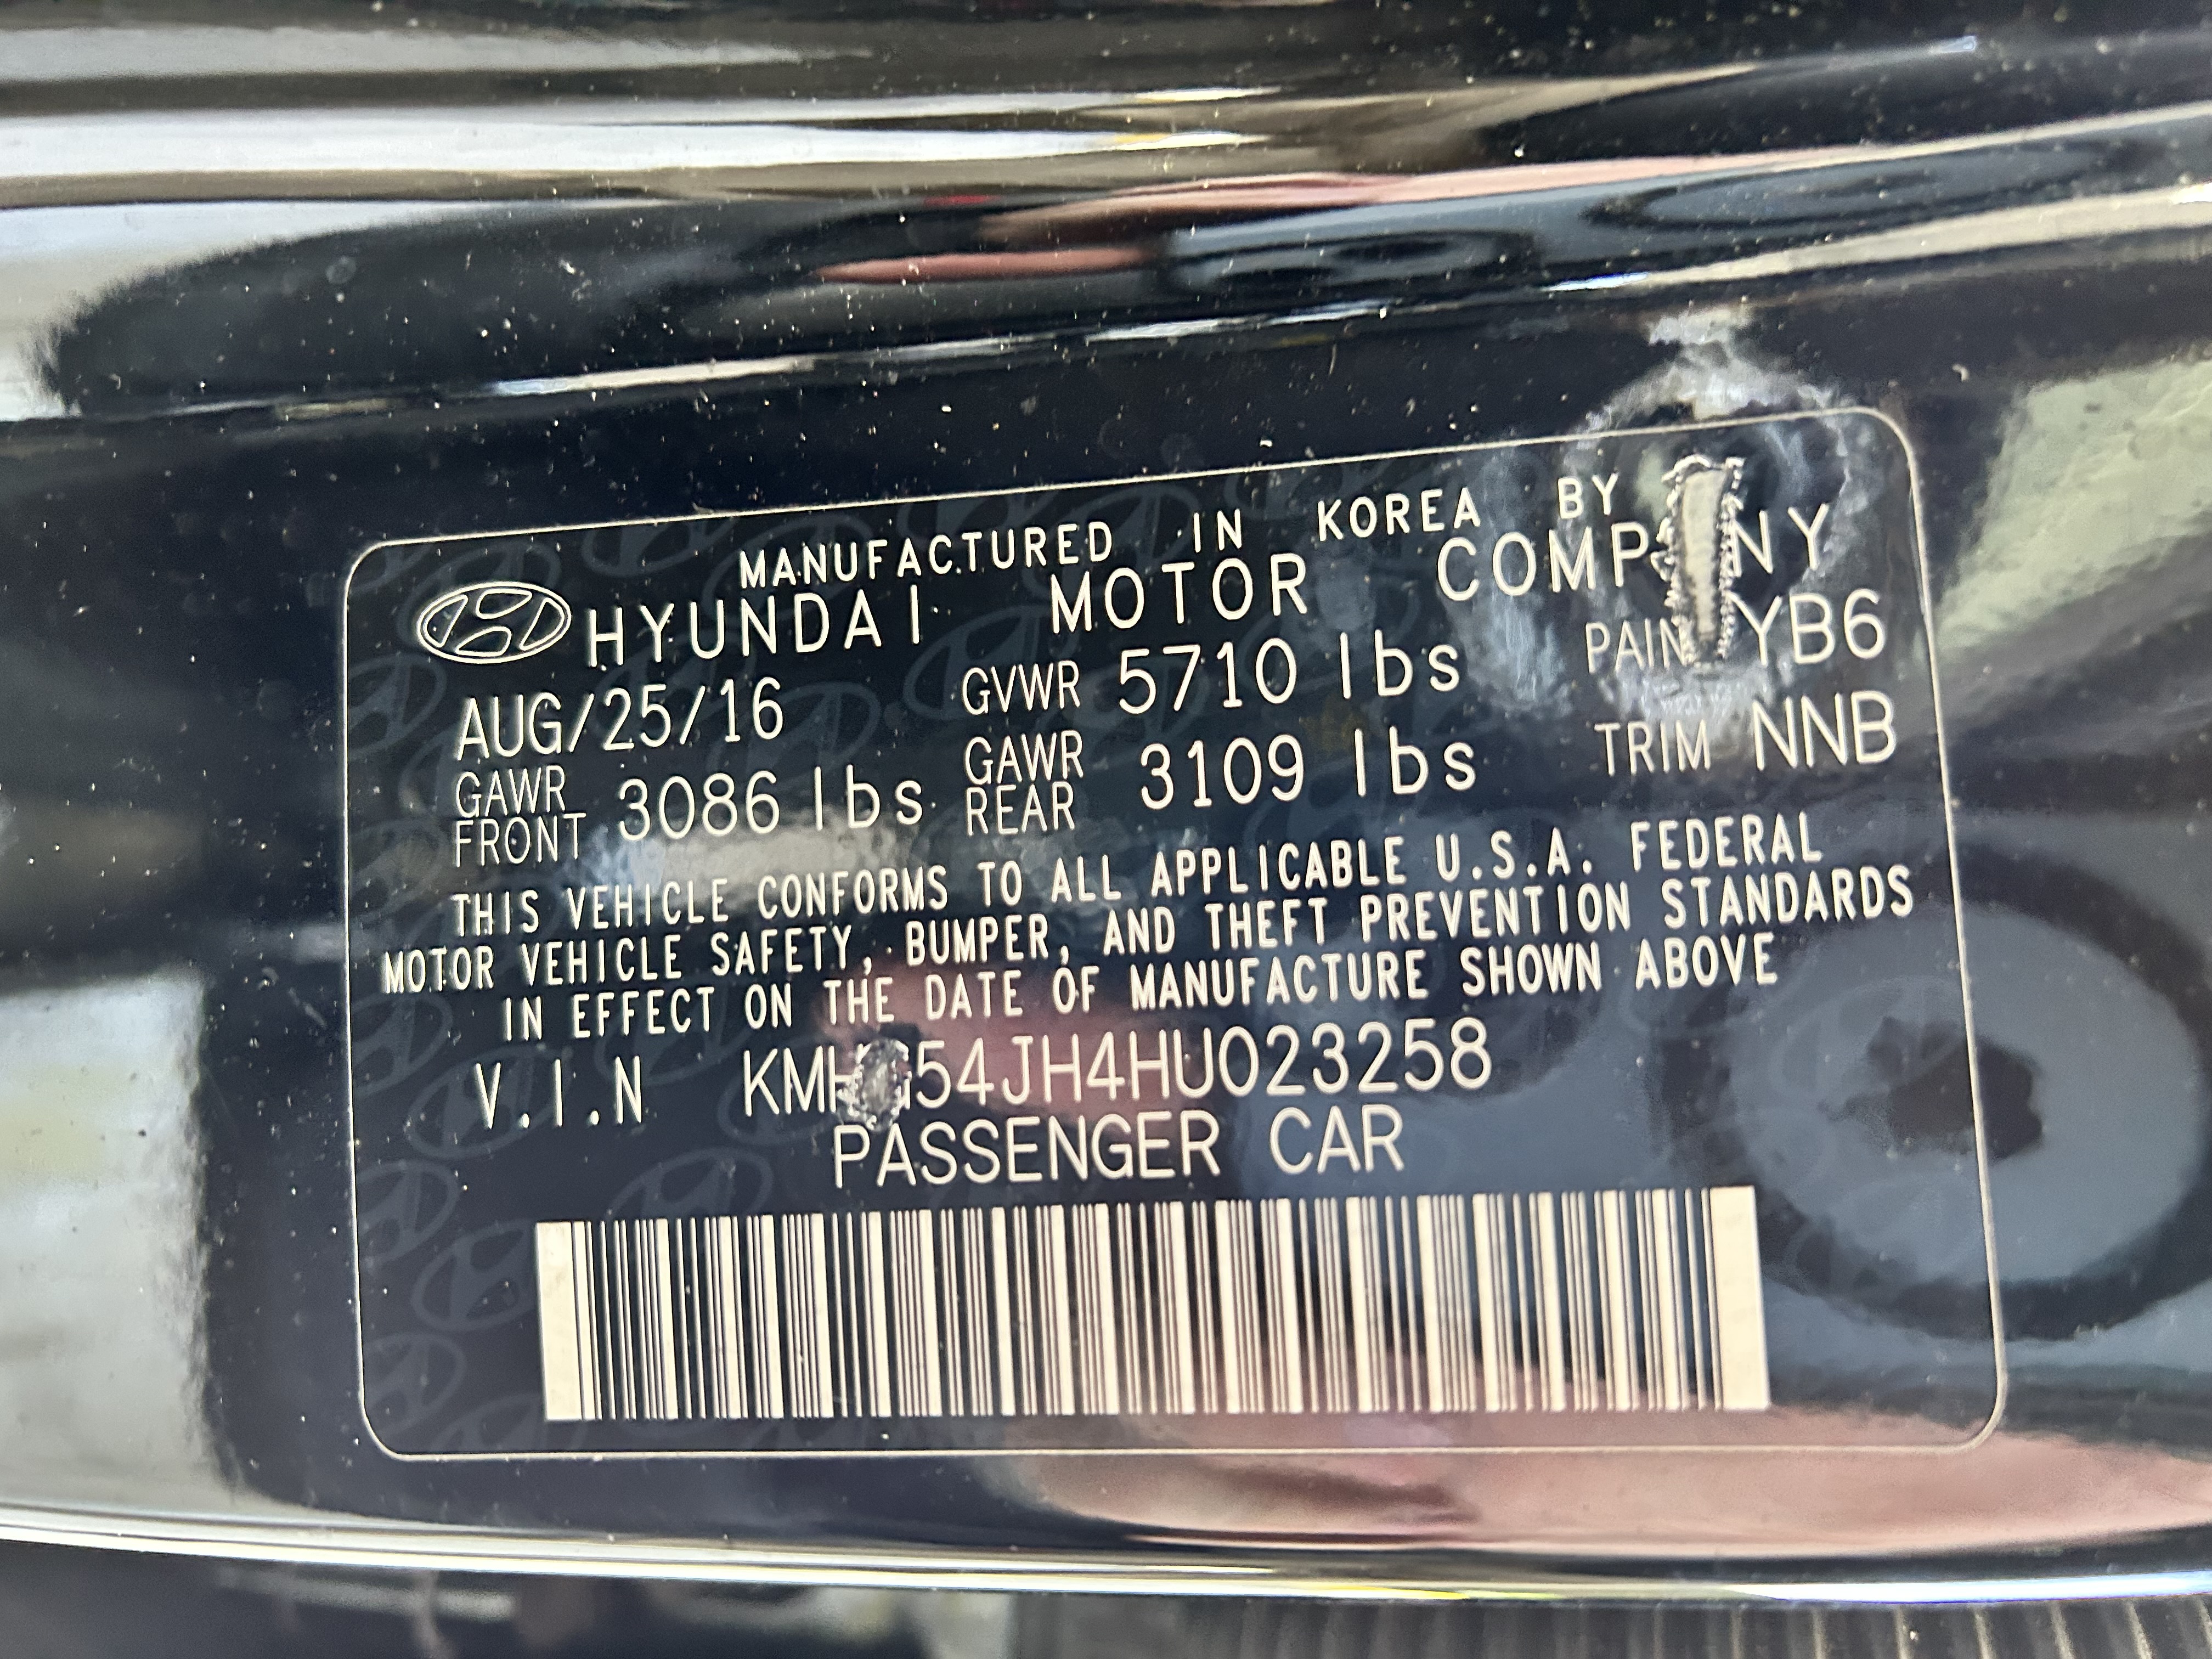 MANUFACTURED IN KOREA BY
HYUNDAI MOTOR
AUG/25/16 GVWR 5710 lbs YB6
GAWR FRONT 3086 lbs GAWR REAR 3109 lbs TRIM NNB
THIS VEHICLE CONFORMS TO ALL APPLICABLE U.S.A. FEDERAL
MOTOR VEHICLE SAFETY, BUMPER, AND THEFT PREVENTION STANDARDS
IN EFFECT ON THE DATE OF MANUFACTURE SHOWN ABOVE
V.I.N
PASSENGER CAR